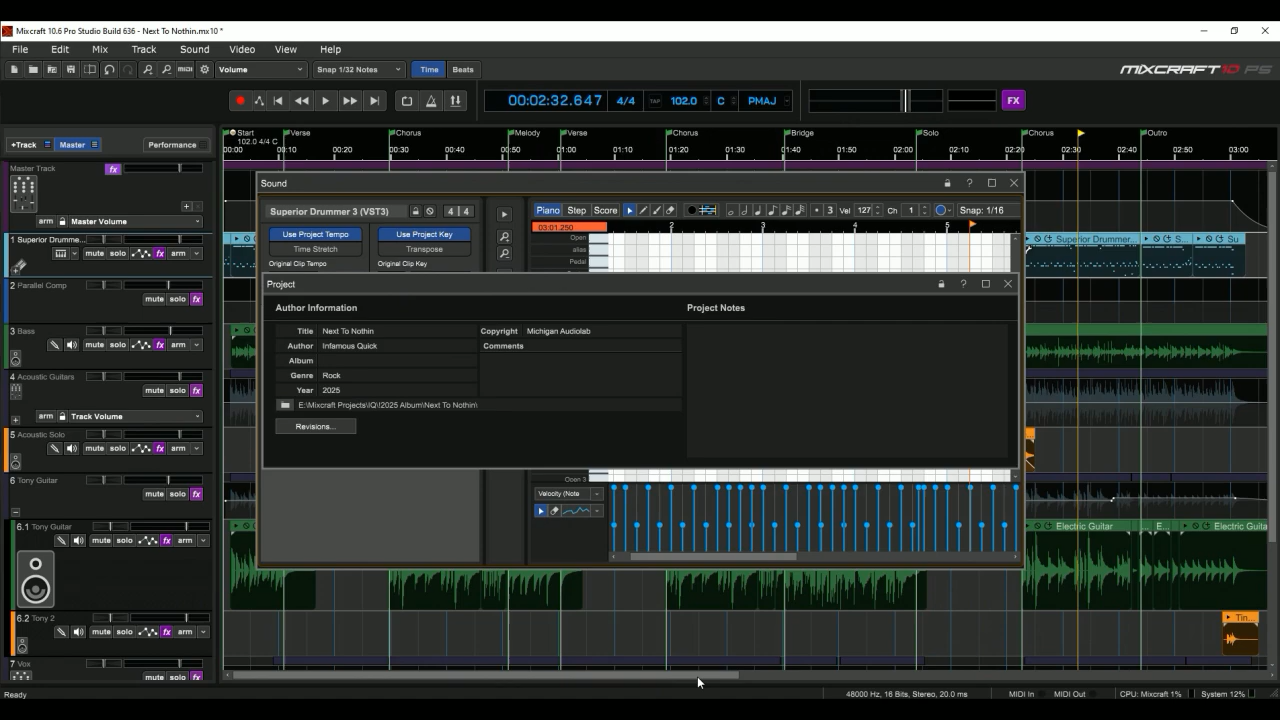 Mixcraft 10.6 Pro Studio Build 636 - Next To Nothin.mx10 *
File Edit Mix Track Sound Video View Help
MIDI Volume Snap 1/32 Notes Time Beats MIXCRAFT 10 PS
00:02:32.647 4/4 TAP 102.0 C PMAJ FX
+Track Master Performance
Start Verse Chorus Melody Verse Chorus Bridge Solo Chorus Outro
102.0 4/4 C
00:00 00:10 00:20 00:30 00:40 00:50 01:00 01:10 01:20 01:30 01:40 01:50 02:00 02:10 02:20 02:30 02:40 02:50 03:00
Master Track fx
arm Master Volume
1 Superior Drumme...
mute solo fx arm
2 Parallel Comp
mute solo fx
3 Bass
mute solo fx arm
4 Acoustic Guitars
mute solo fx
arm Track Volume
5 Acoustic Solo
mute solo fx arm
6 Tony Guitar
mute solo fx
6.1 Tony Guitar
mute solo fx arm
6.2 Tony 2
mute solo fx arm
7 Vox
mute solo fx
Sound
Superior Drummer 3 (VST3) 4 4
Use Project Tempo Use Project Key
Time Stretch Transpose
Original Clip Tempo Original Clip Key
Piano Step Score 3 Vel 127 Ch 1 Snap: 1/16
03:01.250 2 3 4 5
Open
alias
Pedal
Project
Author Information Project Notes
Title Next To Nothin Copyright Michigan Audiolab
Author Infamous Quick Comments
Album
Genre Rock
Year 2025
E:\Mixcraft Projects\IQ\!2025 Album\Next To Nothin\
Revisions...
Open 3
Velocity (Note
Superior Drummer... S... Su
Electric Guitar E... Electric Guitar
Tin...
Ready 48000 Hz, 16 Bits, Stereo, 20.0 ms MIDI In MIDI Out CPU: Mixcraft 1% System 12%